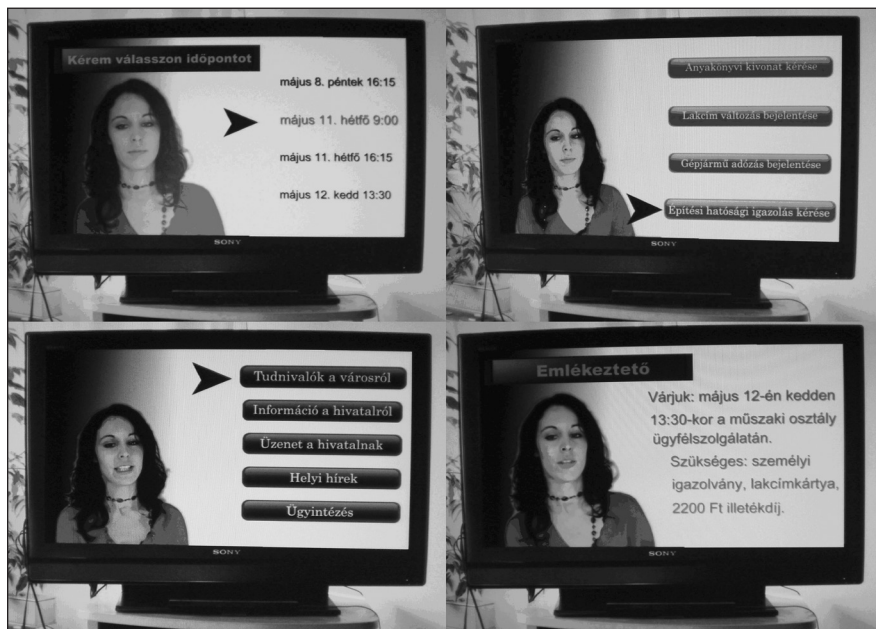 Kérem válasszon időpontot
május 8. péntek 16:15
május 11. hétfő 9:00
május 11. hétfő 16:15
május 12. kedd 13:30
SONY
Anyakönyvi kivonat kérése
Lakcím változás bejelentése
Gépjármű adózás bejelentése
Építési hatósági igazolás kérése
SONY
Tudnivalók a városról
Információ a hivatalról
Üzenet a hivatalnak
Helyi hírek
Ügyintézés
SONY
Emlékeztető
Várjuk: május 12-én kedden
13:30-kor a műszaki osztály
ügyfélszolgálatán.
Szükséges: személyi
igazolvány, lakcímkártya,
2200 Ft illetékdíj.
SONY